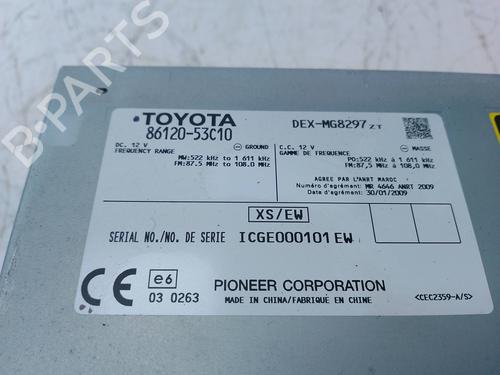 TOYOTA
86120-53C10
DEX-MG8297ZT
DC. 12 V
GROUND
FREQUENCY RANGE
MW:522 kHz to 1 611 kHz
FM:87.5 MHz to 108.0 MHz
C.C. 12 V
MASSE
GAMME DE FREQUENCE
PO:522 kHz à 1 611 kHz
FM:87,5 MHz à 108,0 MHz
AGREE PAR L'ANRT MAROC
Numéro d'agrément: MR 4646 ANRT 2009
Date d'agrément: 30/01/2009
XS/EW
SERIAL NO./NO. DE SERIE ICGE000101EW
CE
e6
03 0263
PIONEER CORPORATION
MADE IN CHINA/FABRIQUÉ EN CHINE
<CEC2359-A/S>